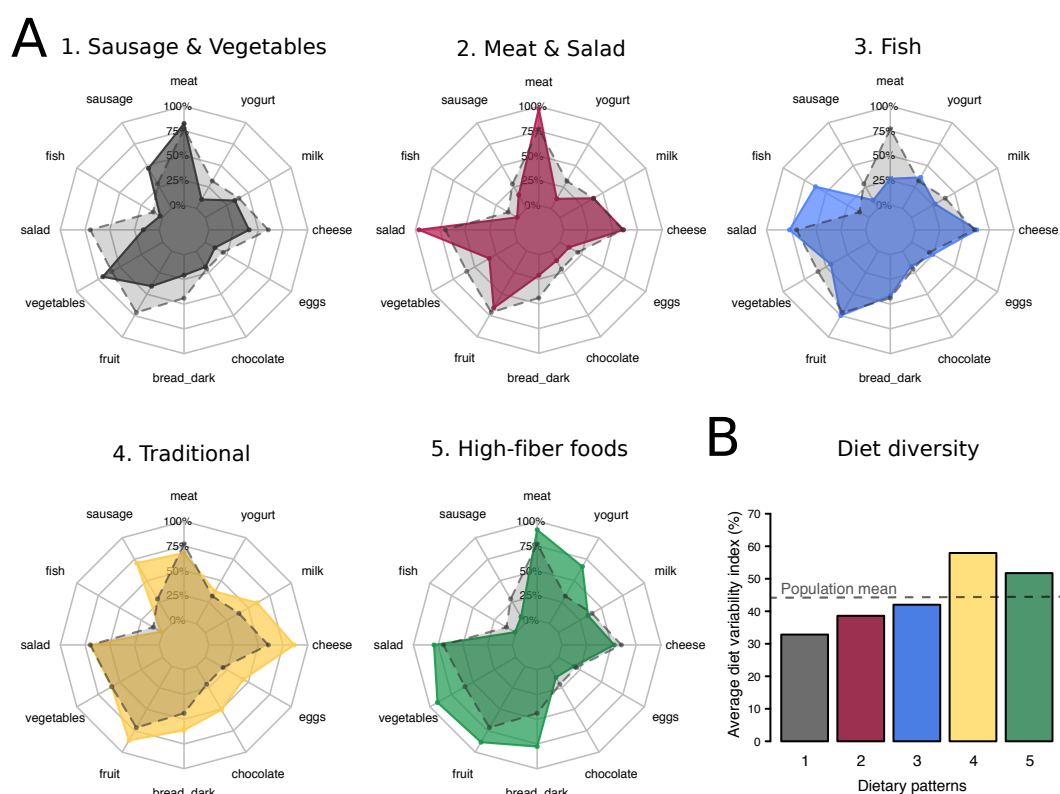 A
1. Sausage & Vegetables
meat
yogurt
milk
cheese
eggs
chocolate
bread_dark
fruit
vegetables
salad
fish
sausage
100%
75%
50%
25%
0%
2. Meat & Salad
meat
yogurt
milk
cheese
eggs
chocolate
bread_dark
fruit
vegetables
salad
fish
sausage
100%
75%
50%
25%
0%
3. Fish
meat
yogurt
milk
cheese
eggs
chocolate
bread_dark
fruit
vegetables
salad
fish
sausage
100%
75%
50%
25%
0%
4. Traditional
meat
yogurt
milk
cheese
eggs
chocolate
bread_dark
fruit
vegetables
salad
fish
sausage
100%
75%
50%
25%
0%
5. High-fiber foods
meat
yogurt
milk
cheese
eggs
chocolate
bread_dark
fruit
vegetables
salad
fish
sausage
100%
75%
50%
25%
0%
B
Diet diversity
Average diet variability index (%)
70
60
50
40
30
20
10
0
Population mean
1 2 3 4 5
Dietary patterns